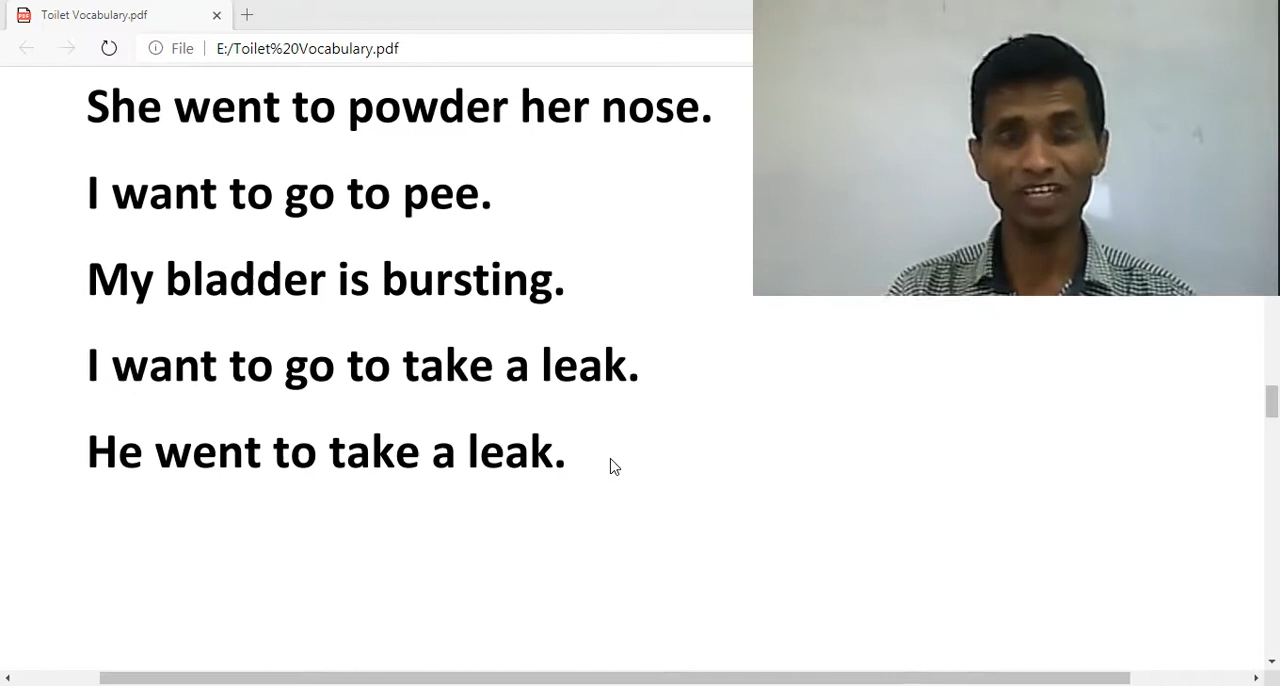 Toilet Vocabulary.pdf
File E:/Toilet%20Vocabulary.pdf
She went to powder her nose.
I want to go to pee.
My bladder is bursting.
I want to go to take a leak.
He went to take a leak.